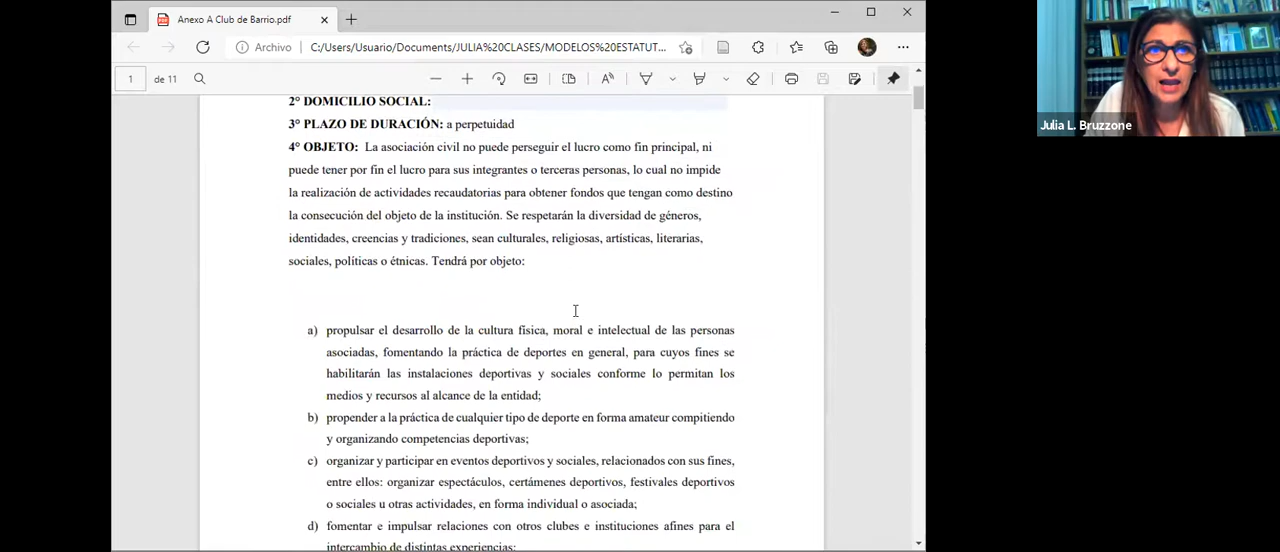 Anexo A Club de Barrio.pdf
Archivo
C:/Users/Usuario/Documents/JULIA%20CLASES/MODELOS%20ESTATUT...
1
de 11
2° DOMICILIO SOCIAL:
3° PLAZO DE DURACIÓN: a perpetuidad
4° OBJETO: La asociación civil no puede perseguir el lucro como fin principal, ni
puede tener por fin el lucro para sus integrantes o terceras personas, lo cual no impide
la realización de actividades recaudatorias para obtener fondos que tengan como destino
la consecución del objeto de la institución. Se respetarán la diversidad de géneros,
identidades, creencias y tradiciones, sean culturales, religiosas, artísticas, literarias,
sociales, políticas o étnicas. Tendrá por objeto:
a) propulsar el desarrollo de la cultura física, moral e intelectual de las personas
asociadas, fomentando la práctica de deportes en general, para cuyos fines se
habilitarán las instalaciones deportivas y sociales conforme lo permitan los
medios y recursos al alcance de la entidad;
b) propender a la práctica de cualquier tipo de deporte en forma amateur compitiendo
y organizando competencias deportivas;
c) organizar y participar en eventos deportivos y sociales, relacionados con sus fines,
entre ellos: organizar espectáculos, certámenes deportivos, festivales deportivos
o sociales u otras actividades, en forma individual o asociada;
d) fomentar e impulsar relaciones con otros clubes e instituciones afines para el
intercambio de distintas experiencias;
Julia L. Bruzzone